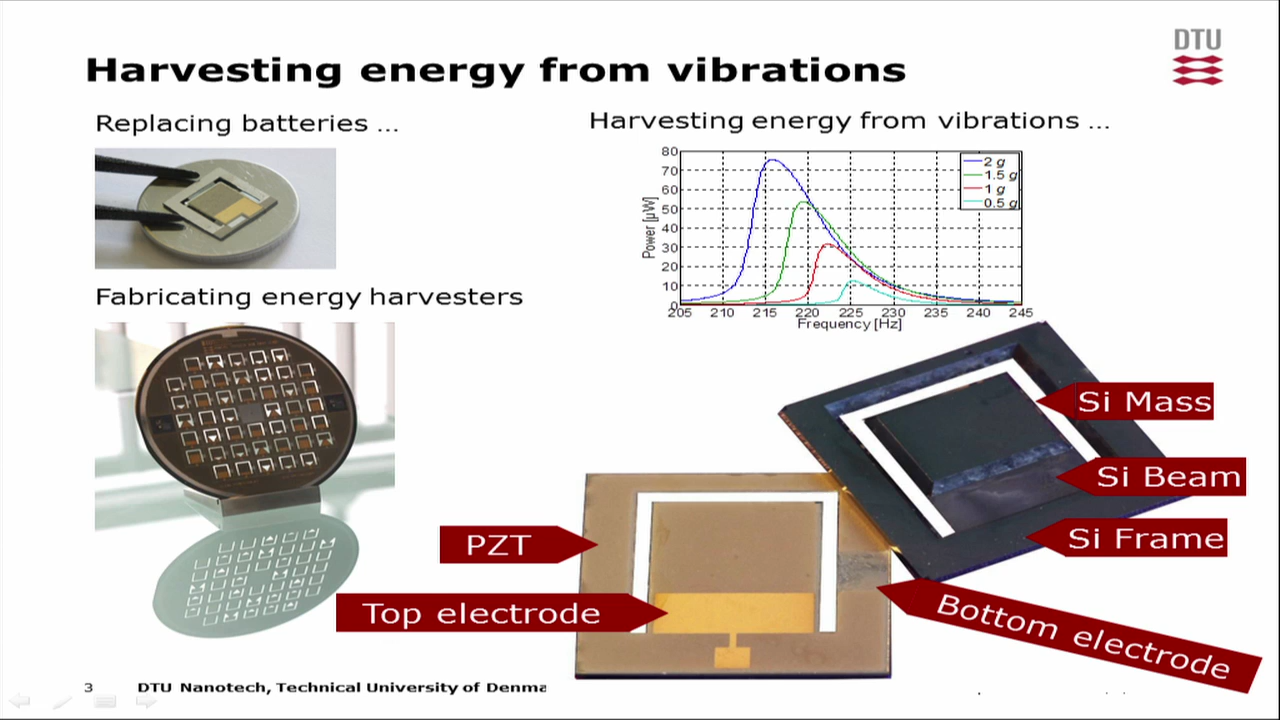 DTU
Harvesting energy from vibrations
Replacing batteries ...
Harvesting energy from vibrations ...
80
70
60
50
40
30
20
10
0
Power [µW]
2 g
1.5 g
1 g
0.5 g
205 210 215 220 225 230 235 240 245
Frequency [Hz]
Fabricating energy harvesters
Si Mass
Si Beam
Si Frame
PZT
Top electrode
Bottom electrode
3 DTU Nanotech, Technical University of Denma